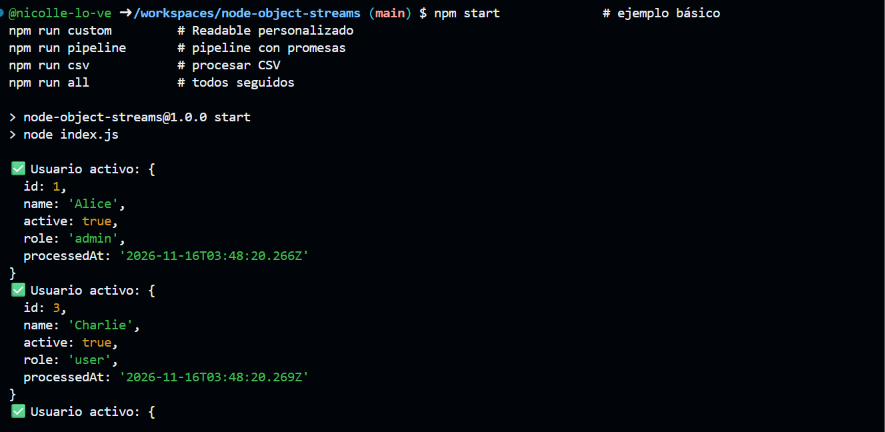 @nicolle-lo-ve ➜/workspaces/node-object-streams (main) $ npm start # ejemplo básico
npm run custom # Readable personalizado
npm run pipeline # pipeline con promesas
npm run csv # procesar CSV
npm run all # todos seguidos
> node-object-streams@1.0.0 start
> node index.js
✅ Usuario activo: {
id: 1,
name: 'Alice',
active: true,
role: 'admin',
processedAt: '2026-11-16T03:48:20.266Z'
}
✅ Usuario activo: {
id: 3,
name: 'Charlie',
active: true,
role: 'user',
processedAt: '2026-11-16T03:48:20.269Z'
}
✅ Usuario activo: {